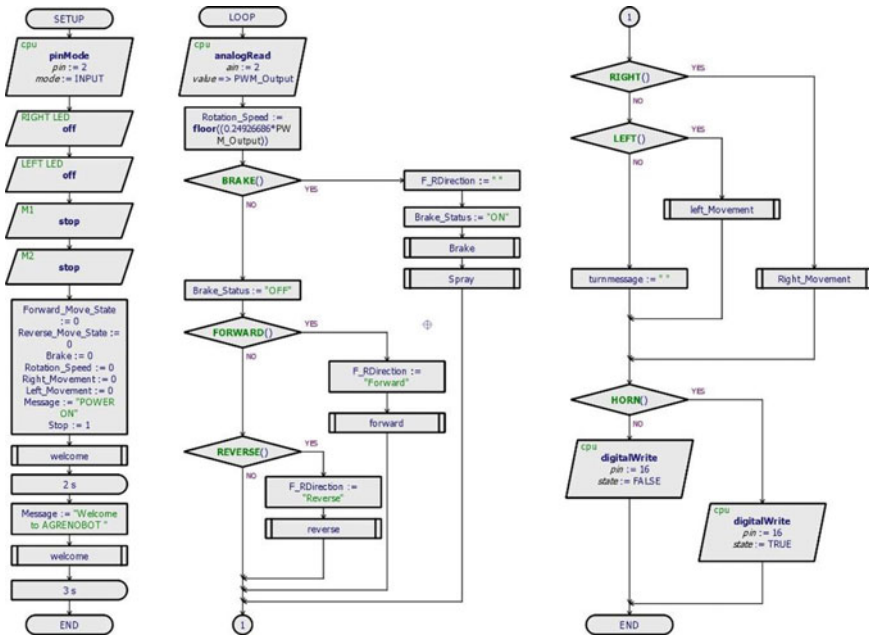 SETUP
cpu
pinMode
pin := 2
mode := INPUT
RIGHT LED
off
LEFT LED
off
M1
stop
M2
stop
Forward_Move_State
:= 0
Reverse_Move_State :=
0
Brake := 0
Rotation_Speed := 0
Right_Movement := 0
Left_Movement := 0
Message := "POWER
ON"
Stop := 1
welcome
2 s
Message := "Welcome
to AGRENOBOT "
welcome
3 s
END
LOOP
cpu
analogRead
ain := 2
value => PWM_Output
Rotation_Speed :=
floor((0.24926686*PW
M_Output))
BRAKE()
YES
NO
F_RDirection := " "
Brake_Status := "ON"
Brake
Spray
Brake_Status := "OFF"
FORWARD()
YES
NO
F_RDirection :=
"Forward"
forward
REVERSE()
YES
NO
F_RDirection :=
"Reverse"
reverse
1
1
RIGHT()
YES
NO
LEFT()
YES
NO
left_Movement
turnmessage := " "
Right_Movement
HORN()
YES
NO
cpu
digitalWrite
pin := 16
state := FALSE
cpu
digitalWrite
pin := 16
state := TRUE
END